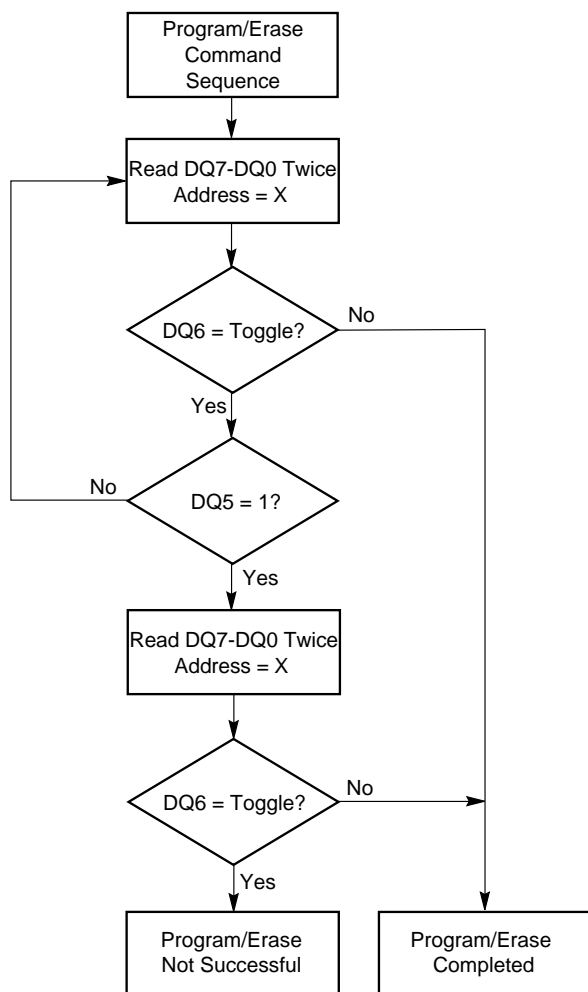 Program/Erase
Command
Sequence
Read DQ7-DQ0 Twice
Address = X
DQ6 = Toggle?
No
Yes
DQ5 = 1?
No
Yes
Read DQ7-DQ0 Twice
Address = X
DQ6 = Toggle?
No
Yes
Program/Erase
Not Successful
Program/Erase
Completed